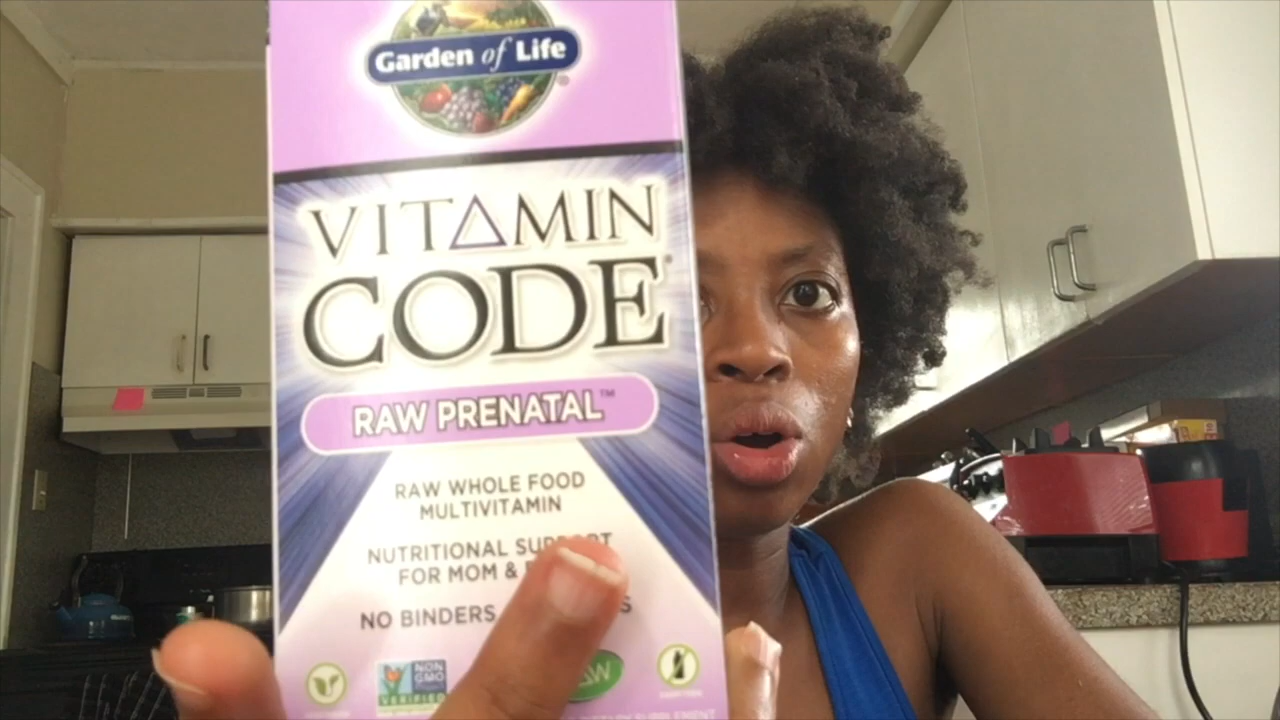 Garden of Life
VITAMIN
CODE
RAW PRENATAL™
RAW WHOLE FOOD
MULTIVITAMIN
NUTRITIONAL SUPPORT
FOR MOM &
NO BINDERS
NON
GMO
VERIFIED